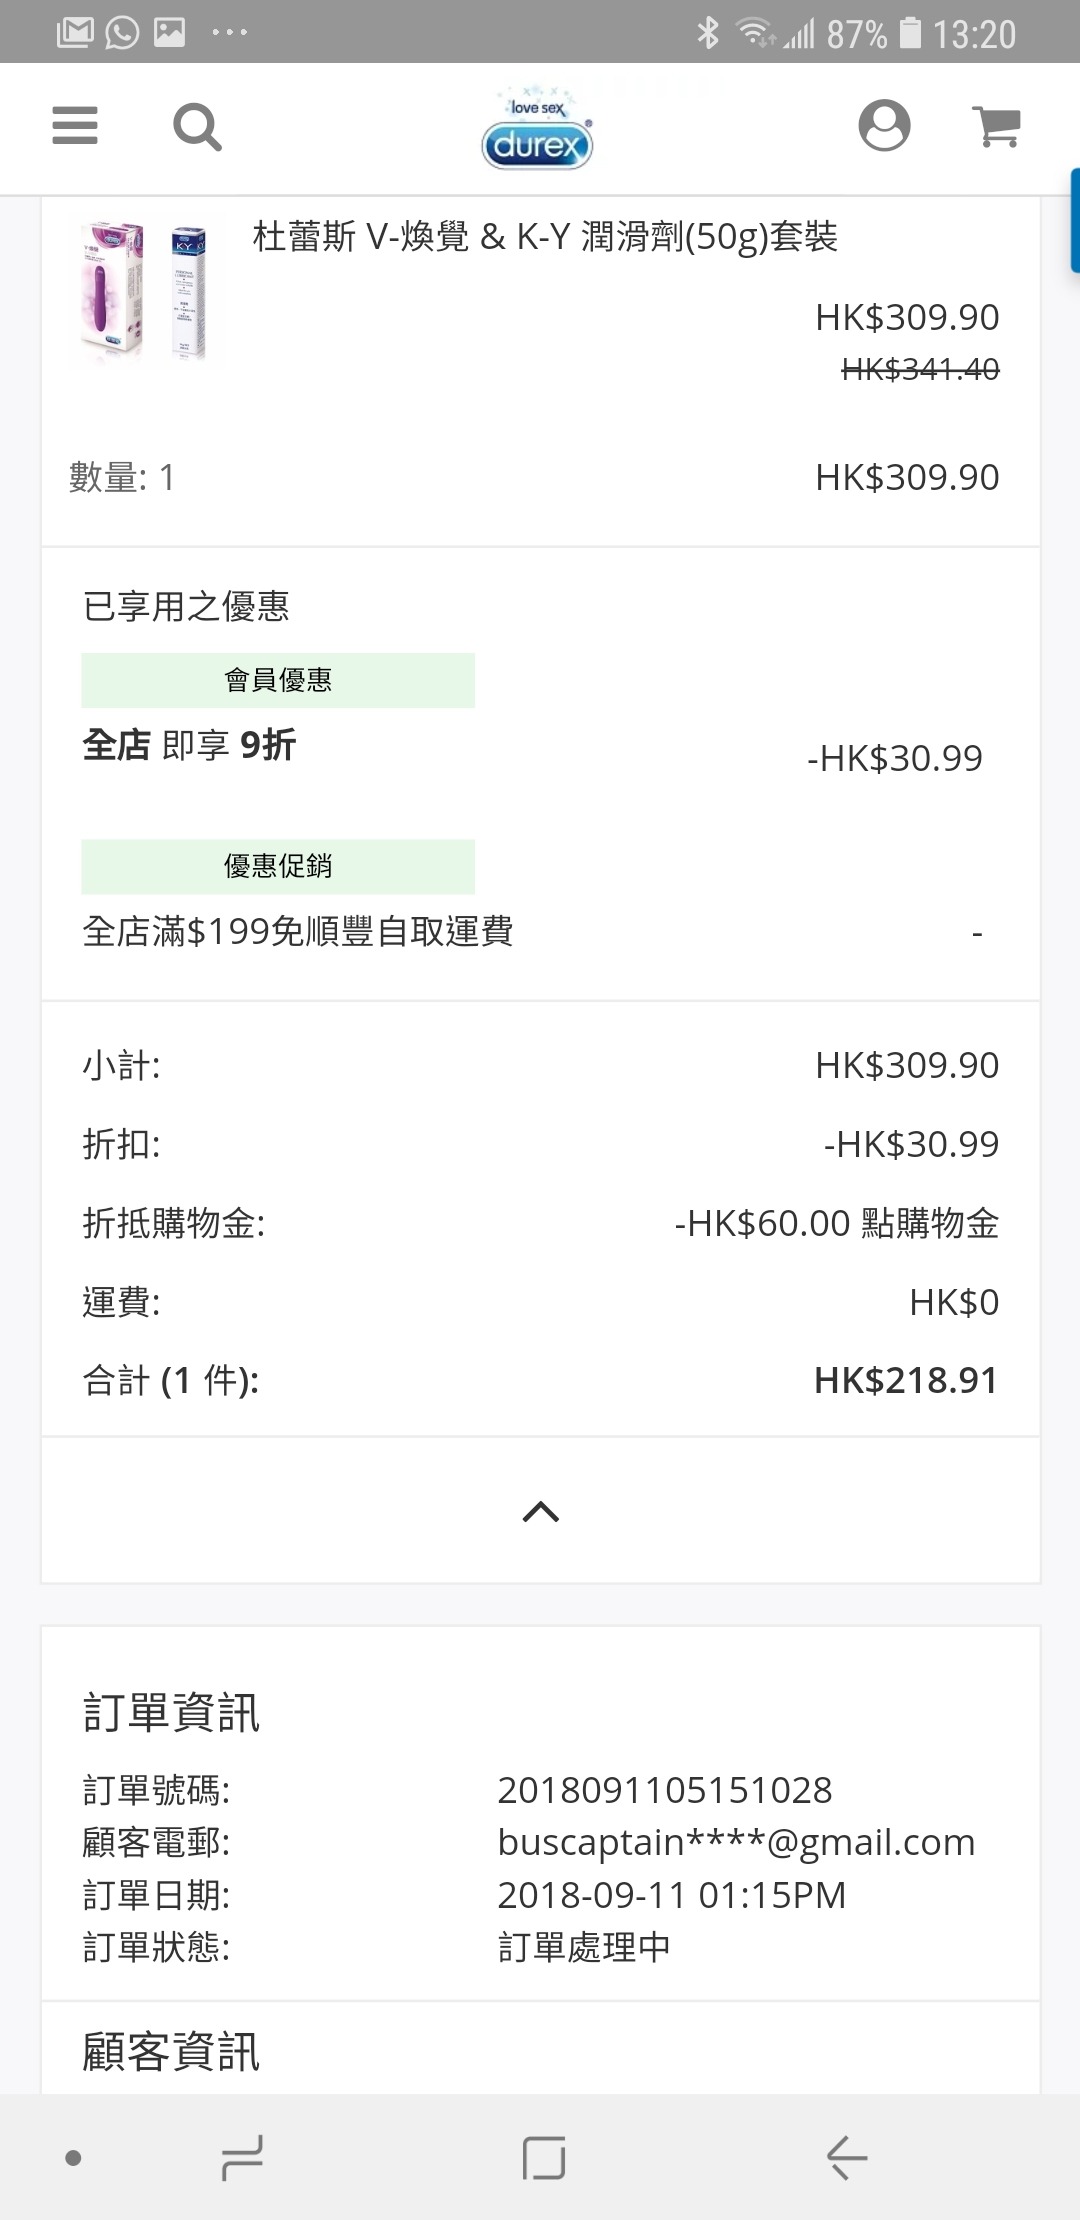 87% 13:20
love sex
durex®
杜蕾斯 V-煥覺 & K-Y 潤滑劑(50g)套裝
KY
HK$309.90
HK$341.40
數量: 1 HK$309.90
已享用之優惠
會員優惠
全店 即享 9折 -HK$30.99
優惠促銷
全店滿$199免順豐自取運費 -
小計: HK$309.90
折扣: -HK$30.99
折抵購物金: -HK$60.00 點購物金
運費: HK$0
合計 (1 件): HK$218.91
訂單資訊
訂單號碼: 2018091105151028
顧客電郵: buscaptain****@gmail.com
訂單日期: 2018-09-11 01:15PM
訂單狀態: 訂單處理中
顧客資訊